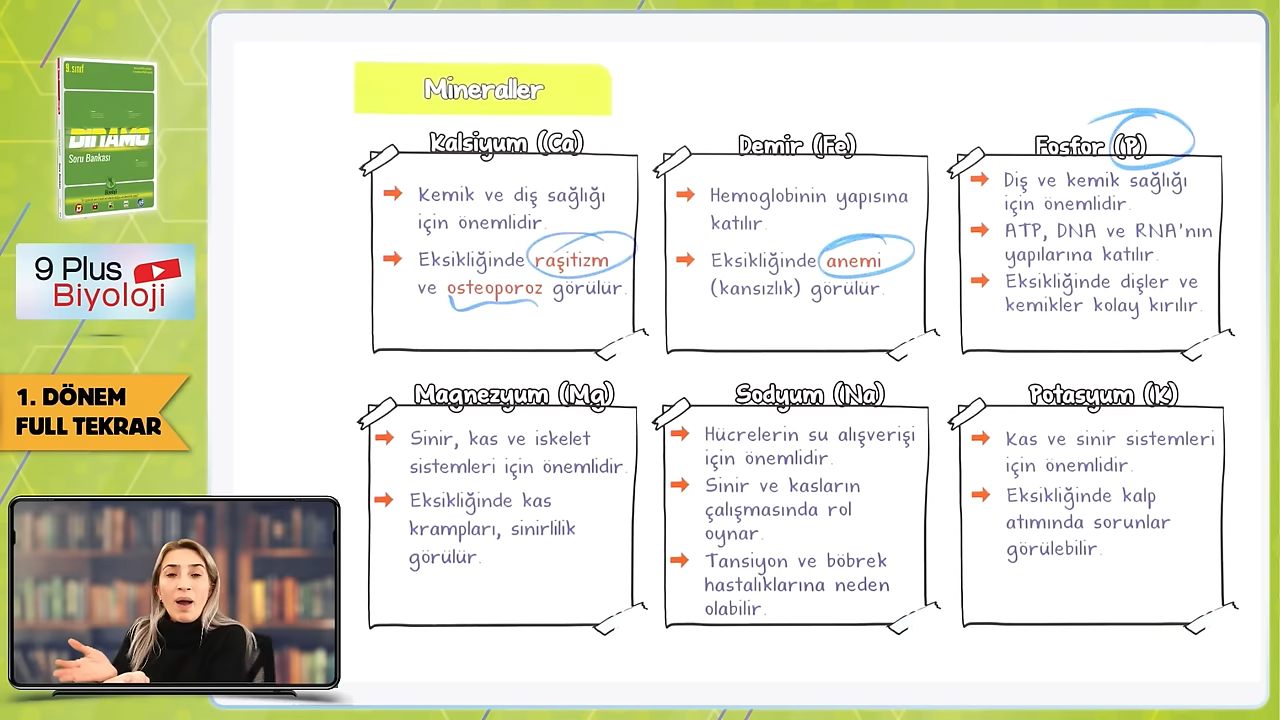 9. sınıf
DINAMO
Soru Bankası
9 Plus
Biyoloji
1. DÖNEM
FULL TEKRAR
Mineraller
Kalsiyum (Ca)
Kemik ve diş sağlığı
için önemlidir.
Eksikliğinde raşitizm
ve osteoporoz görülür.
Demir (Fe)
Hemoglobinin yapısına
katılır.
Eksikliğinde anemi
(kansızlık) görülür.
Fosfor (P)
Diş ve kemik sağlığı
için önemlidir.
ATP, DNA ve RNA'nın
yapılarına katılır.
Eksikliğinde dişler ve
kemikler kolay kırılır.
Magnezyum (Mg)
Sinir, kas ve iskelet
sistemleri için önemlidir.
Eksikliğinde kas
krampları, sinirlilik
görülür.
Sodyum (Na)
Hücrelerin su alışverişi
için önemlidir.
Sinir ve kasların
çalışmasında rol
oynar.
Tansiyon ve böbrek
hastalıklarına neden
olabilir.
Potasyum (K)
Kas ve sinir sistemleri
için önemlidir.
Eksikliğinde kalp
atımında sorunlar
görülebilir.